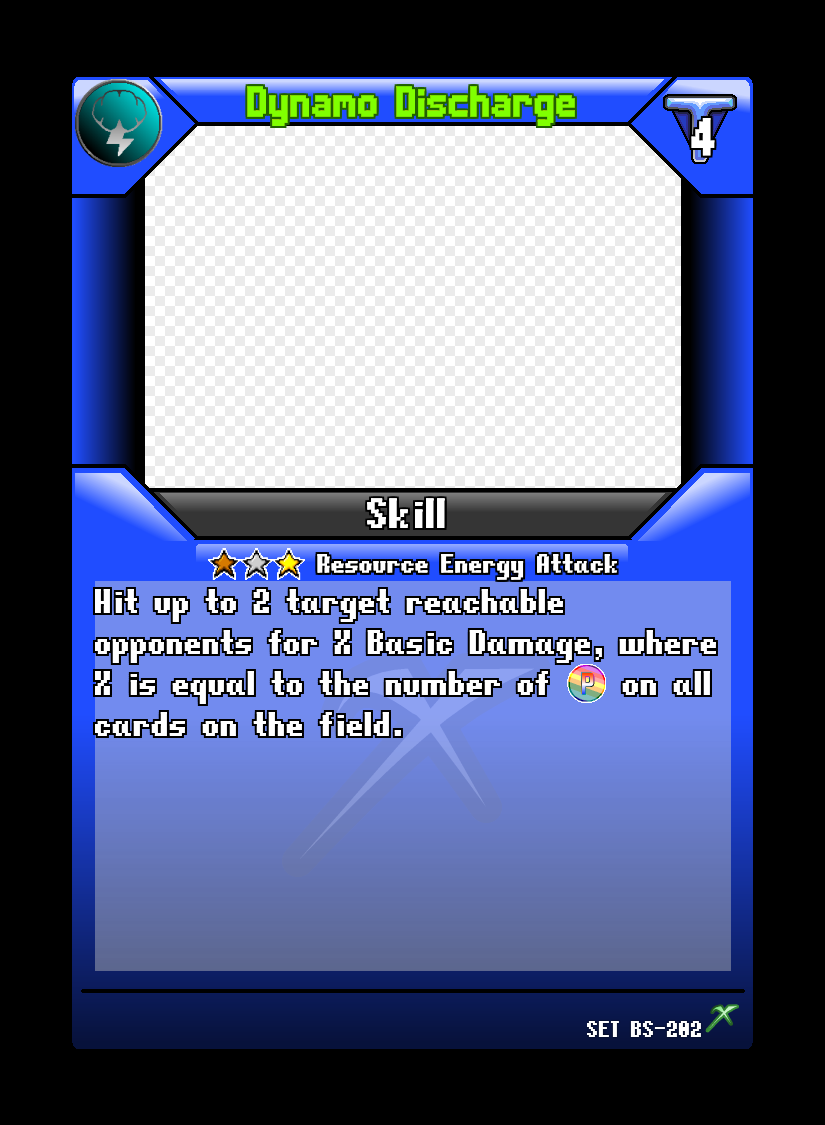 Dynamo Discharge
4
Skill
Resource Energy Attack
Hit up to 2 target reachable
opponents for X Basic Damage, where
X is equal to the number of P on all
cards on the field.
SET BS-202